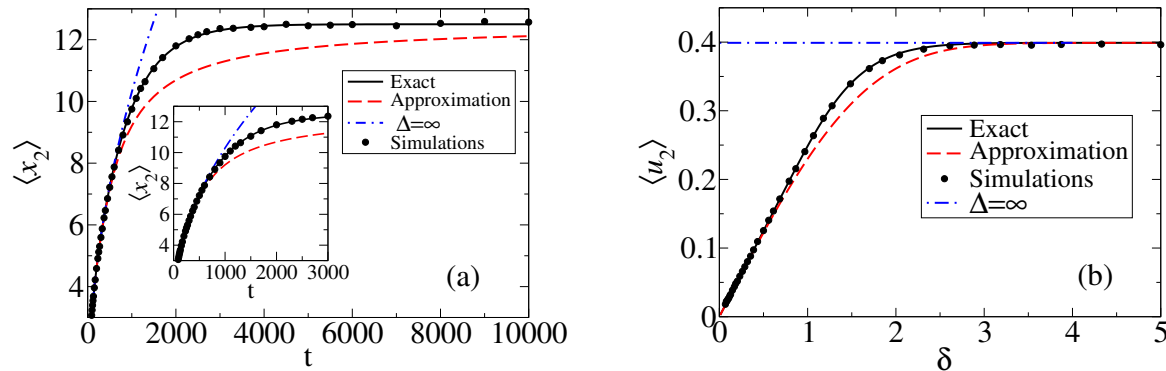 12
10
8
6
4
⟨x₂⟩
0
2000
4000
6000
8000
10000
t
Exact
Approximation
Δ=∞
Simulations
12
10
8
6
4
⟨x₂⟩
0
1000
2000
3000
t
(a)
0.4
0.3
0.2
0.1
0
⟨u₂⟩
0
1
2
3
4
5
δ
Exact
Approximation
Simulations
Δ=∞
(b)